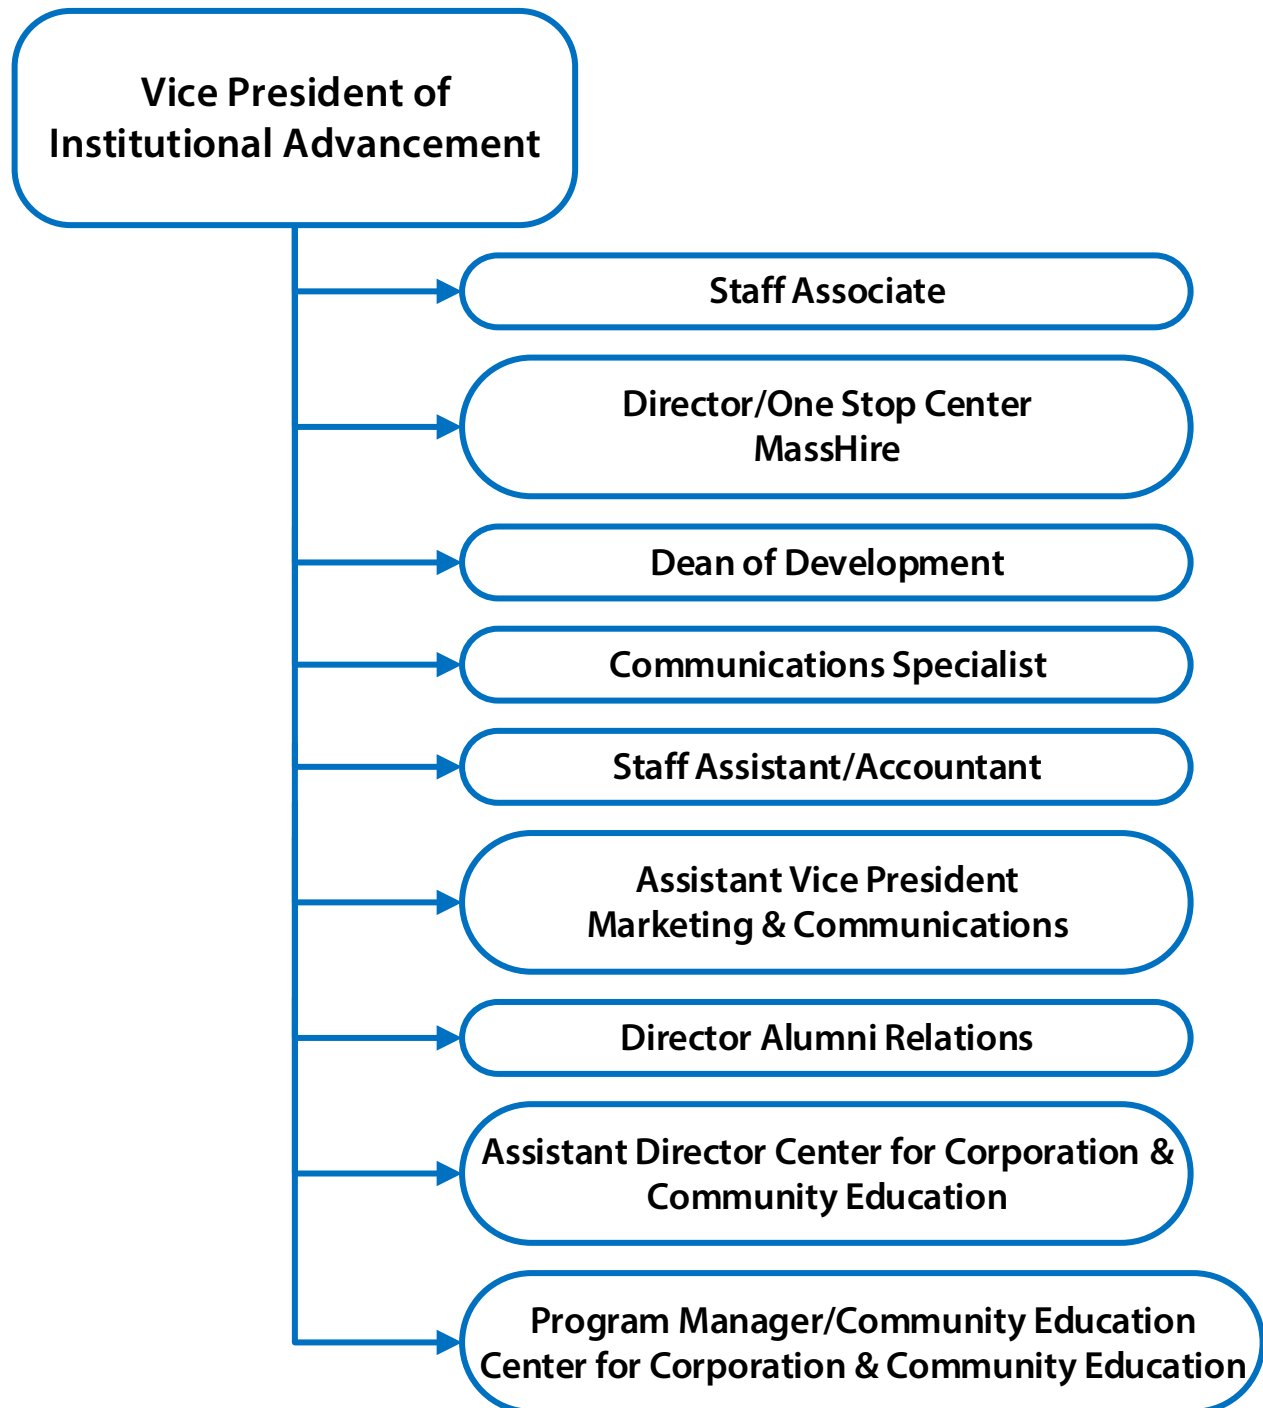 Vice President of
Institutional Advancement
Staff Associate
Director/One Stop Center
MassHire
Dean of Development
Communications Specialist
Staff Assistant/Accountant
Assistant Vice President
Marketing & Communications
Director Alumni Relations
Assistant Director Center for Corporation &
Community Education
Program Manager/Community Education
Center for Corporation & Community Education